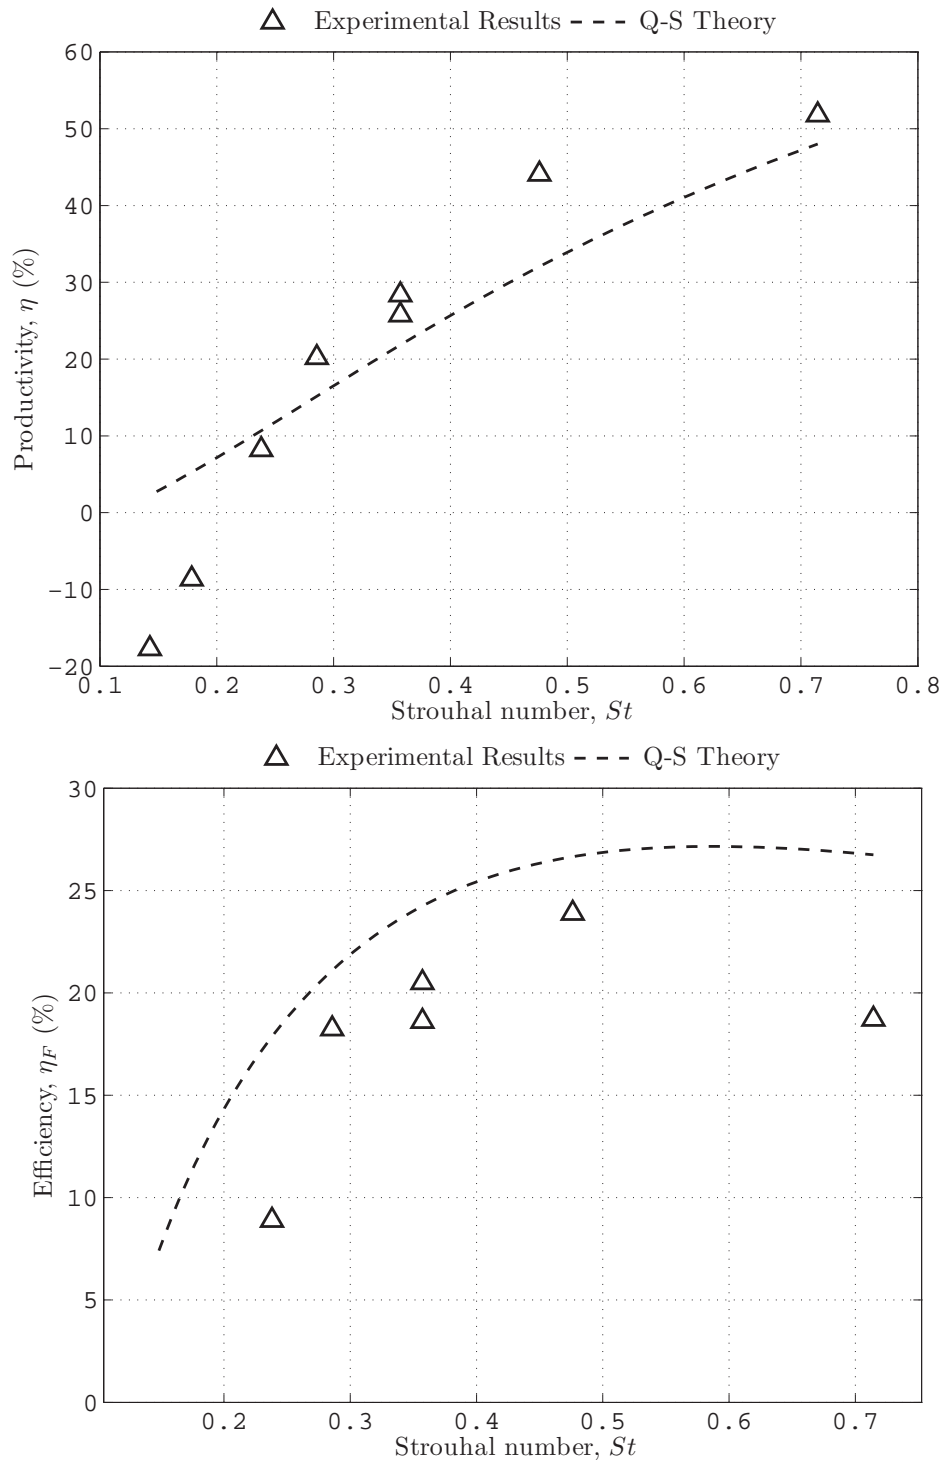 Experimental Results Q-S Theory
60
50
40
30
20
10
0
−10
−20
Productivity, η (%)
0.1 0.2 0.3 0.4 0.5 0.6 0.7 0.8
Strouhal number, St
Experimental Results Q-S Theory
30
25
20
15
10
5
0
Efficiency, η_F (%)
0.2 0.3 0.4 0.5 0.6 0.7
Strouhal number, St